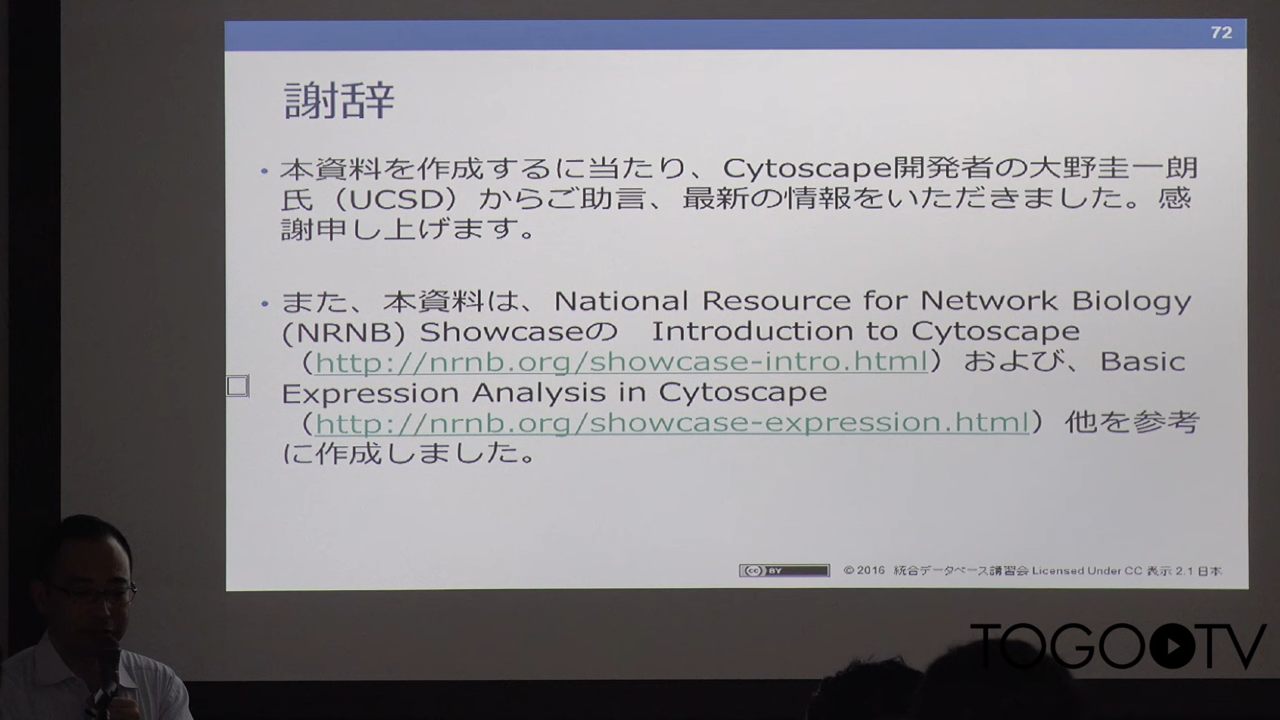 72
謝辞
・本資料を作成するに当たり、Cytoscape開発者の大野圭一朗
氏（UCSD）からご助言、最新の情報をいただきました。感
謝申し上げます。
・また、本資料は、National Resource for Network Biology
(NRNB) Showcaseの　Introduction to Cytoscape
（http://nrnb.org/showcase-intro.html）および、Basic
Expression Analysis in Cytoscape
（http://nrnb.org/showcase-expression.html）他を参考
に作成しました。
cc BY © 2016 統合データベース講習会 Licensed Under CC 表示 2.1 日本
TOGOTV